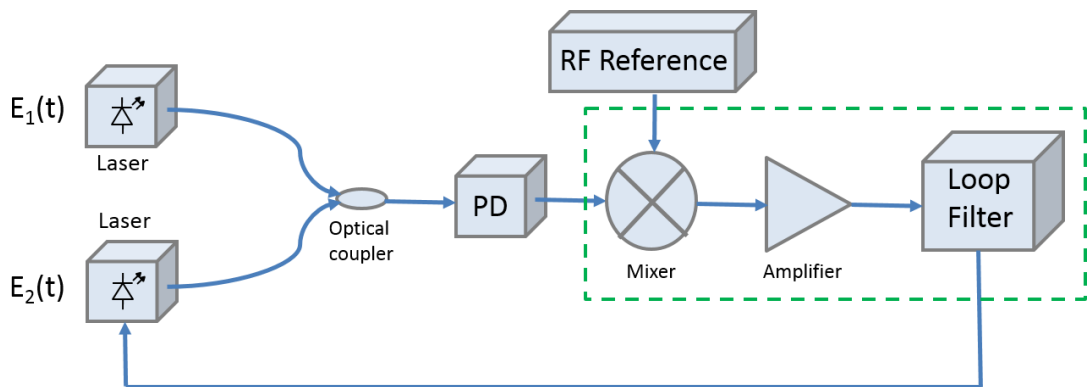 RF Reference
E₁(t)
Laser
Laser
Optical
coupler
PD
Mixer
Amplifier
Loop
Filter
E₂(t)